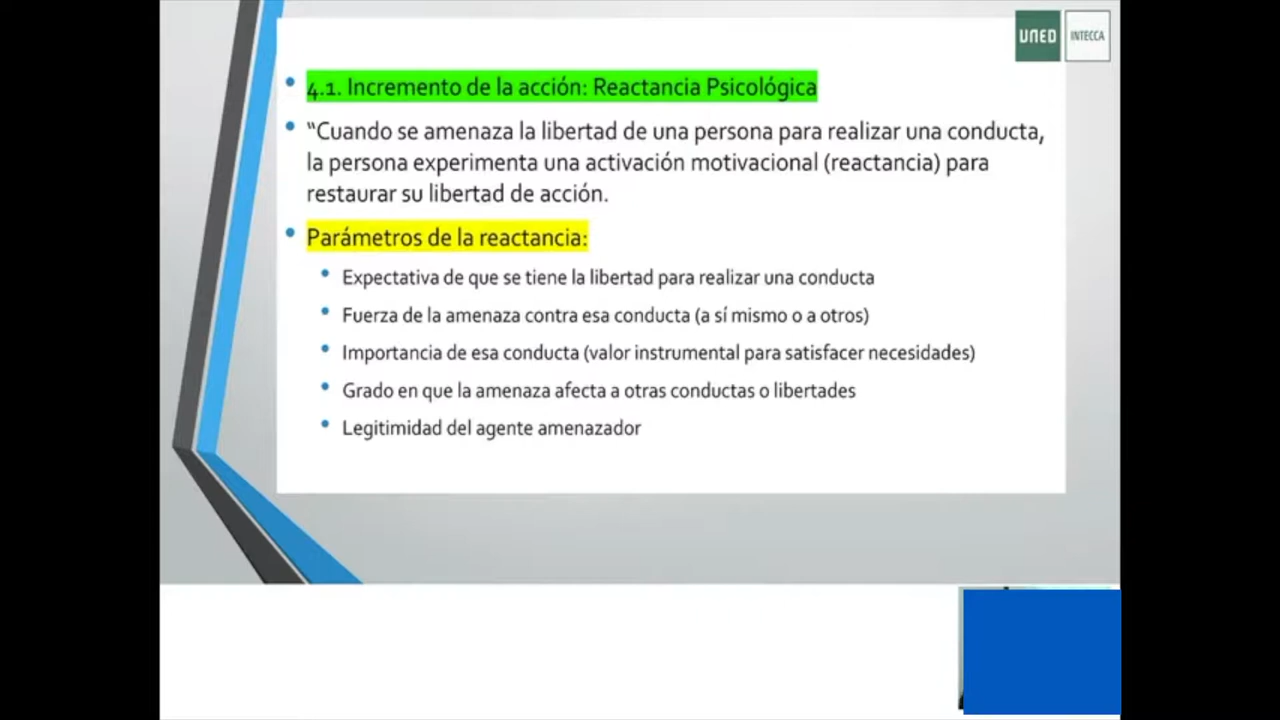 UNED INTECCA
4.1. Incremento de la acción: Reactancia Psicológica
“Cuando se amenaza la libertad de una persona para realizar una conducta,
la persona experimenta una activación motivacional (reactancia) para
restaurar su libertad de acción.
Parámetros de la reactancia:
Expectativa de que se tiene la libertad para realizar una conducta
Fuerza de la amenaza contra esa conducta (a sí mismo o a otros)
Importancia de esa conducta (valor instrumental para satisfacer necesidades)
Grado en que la amenaza afecta a otras conductas o libertades
Legitimidad del agente amenazador